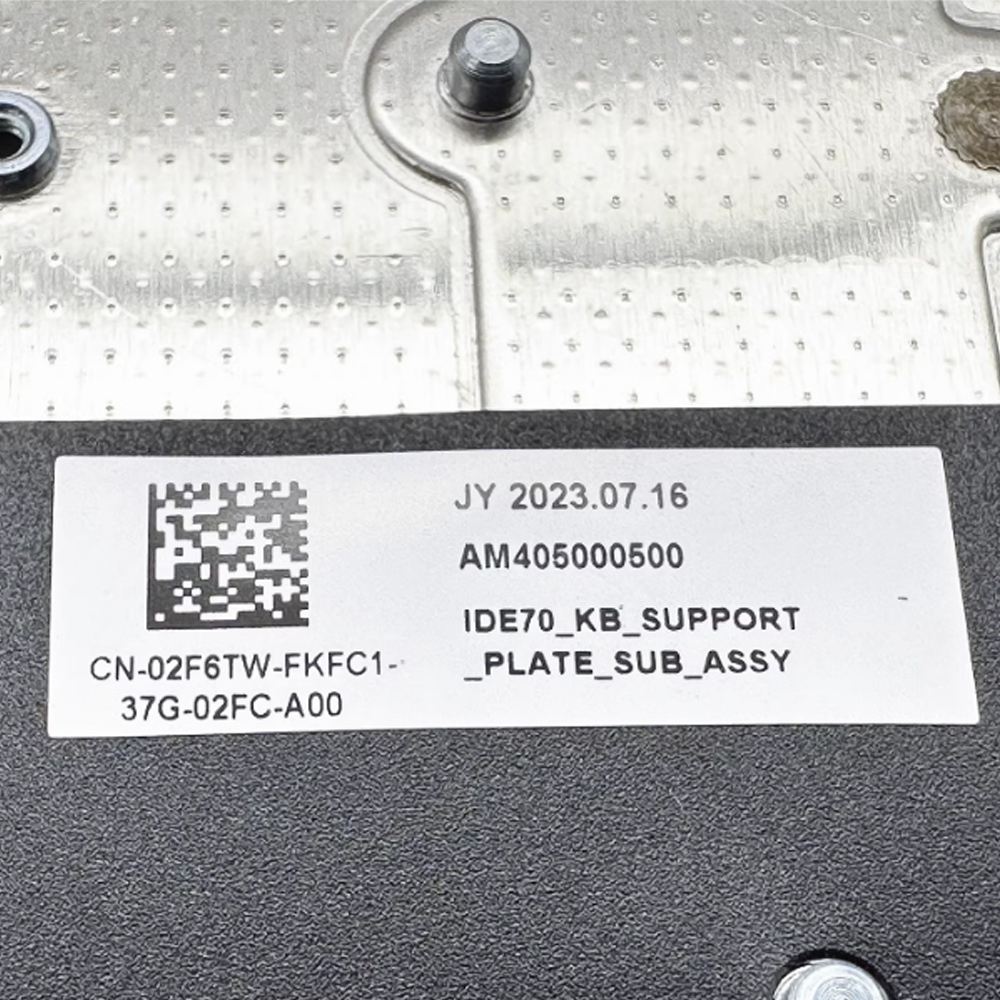 JY 2023.07.16
AM405000500
IDE70_KB_SUPPORT
_PLATE_SUB_ASSY
CN-02F6TW-FKFC1-
37G-02FC-A00